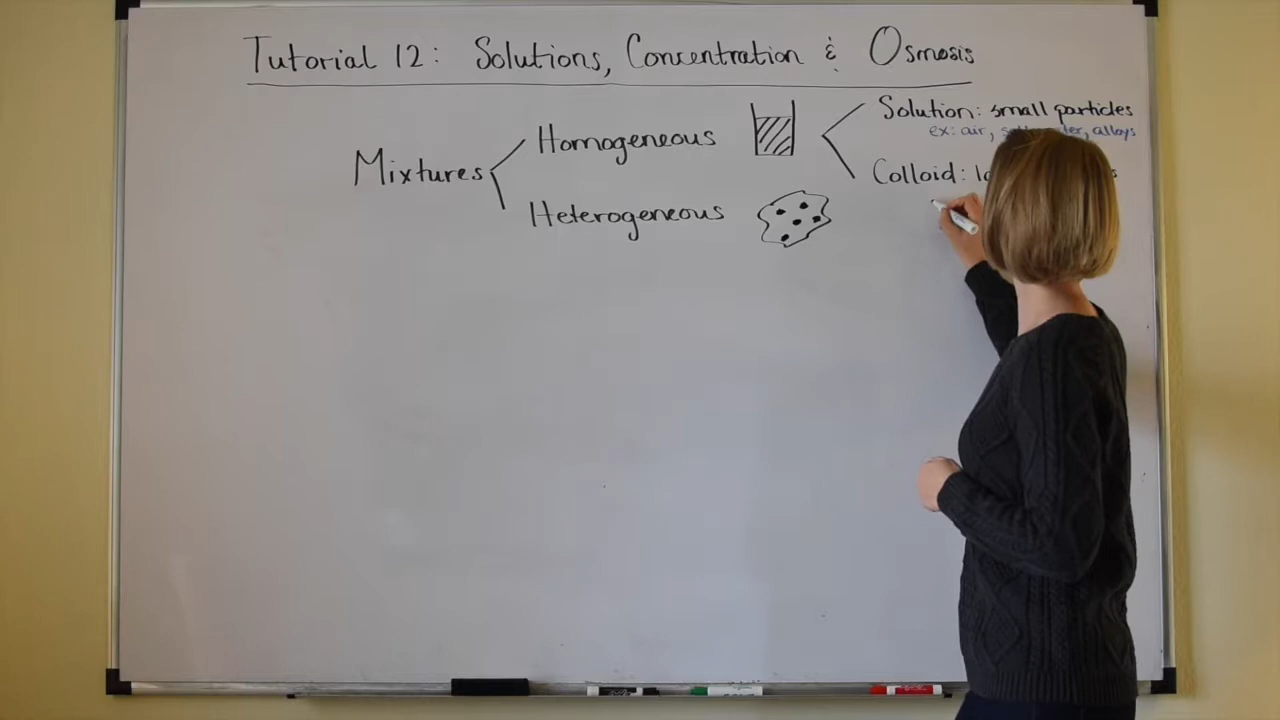 Tutorial 12: Solutions, Concentration & Osmosis
Solution: small particles
ex: air, alloys
Homogeneous
Mixtures
Colloid:
Heterogeneous